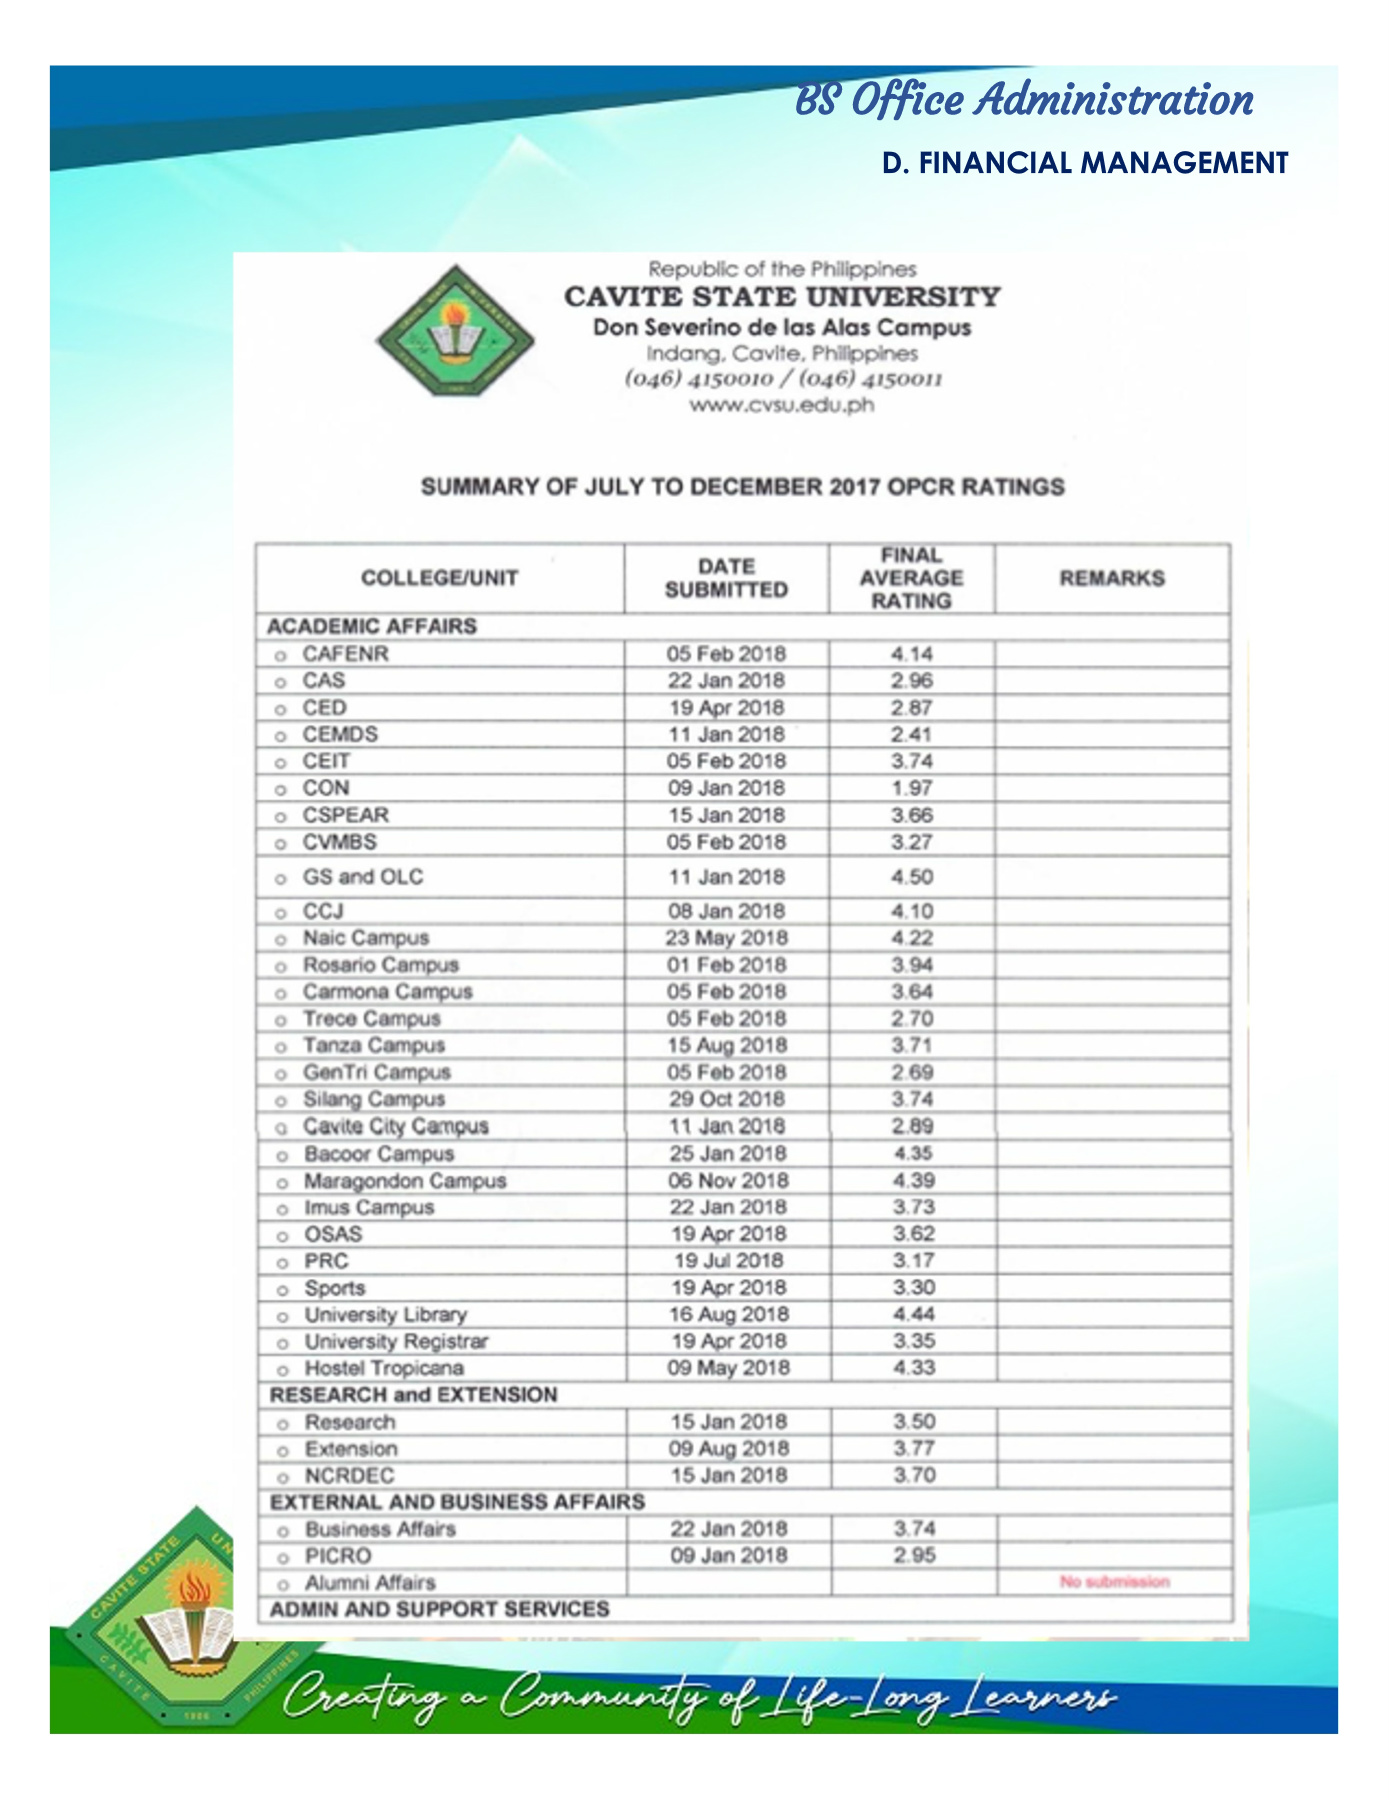 BS Office Administration
D. FINANCIAL MANAGEMENT
Republic of the Philippines
CAVITE STATE UNIVERSITY
Don Severino de las Alas Campus
Indang, Cavite, Philippines
(046) 4150010 / (046) 4150011
www.cvsu.edu.ph
SUMMARY OF JULY TO DECEMBER 2017 OPCR RATINGS
COLLEGE/UNIT DATE SUBMITTED FINAL AVERAGE RATING REMARKS
ACADEMIC AFFAIRS
o CAFENR 05 Feb 2018 4.14
o CAS 22 Jan 2018 2.96
o CED 19 Apr 2018 2.87
o CEMDS 11 Jan 2018 2.41
o CEIT 05 Feb 2018 3.74
o CON 09 Jan 2018 1.97
o CSPEAR 15 Jan 2018 3.66
o CVMBS 05 Feb 2018 3.27
o GS and OLC 11 Jan 2018 4.50
o CCJ 08 Jan 2018 4.10
o Naic Campus 23 May 2018 4.22
o Rosario Campus 01 Feb 2018 3.94
o Carmona Campus 05 Feb 2018 3.64
o Trece Campus 05 Feb 2018 2.70
o Tanza Campus 15 Aug 2018 3.71
o GenTri Campus 05 Feb 2018 2.69
o Silang Campus 29 Oct 2018 3.74
o Cavite City Campus 11 Jan 2018 2.89
o Bacoor Campus 25 Jan 2018 4.35
o Maragondon Campus 06 Nov 2018 4.39
o Imus Campus 22 Jan 2018 3.73
o OSAS 19 Apr 2018 3.62
o PRC 19 Jul 2018 3.17
o Sports 19 Apr 2018 3.30
o University Library 16 Aug 2018 4.44
o University Registrar 19 Apr 2018 3.35
o Hostel Tropicana 09 May 2018 4.33
RESEARCH and EXTENSION
o Research 15 Jan 2018 3.50
o Extension 09 Aug 2018 3.77
o NCRDEC 15 Jan 2018 3.70
EXTERNAL AND BUSINESS AFFAIRS
o Business Affairs 22 Jan 2018 3.74
o PICRO 09 Jan 2018 2.95
o Alumni Affairs No submission
ADMIN AND SUPPORT SERVICES
CAVITE STATE UN
CAVITE
1906
PHILIPPINES
Creating a Community of Life-Long Learners